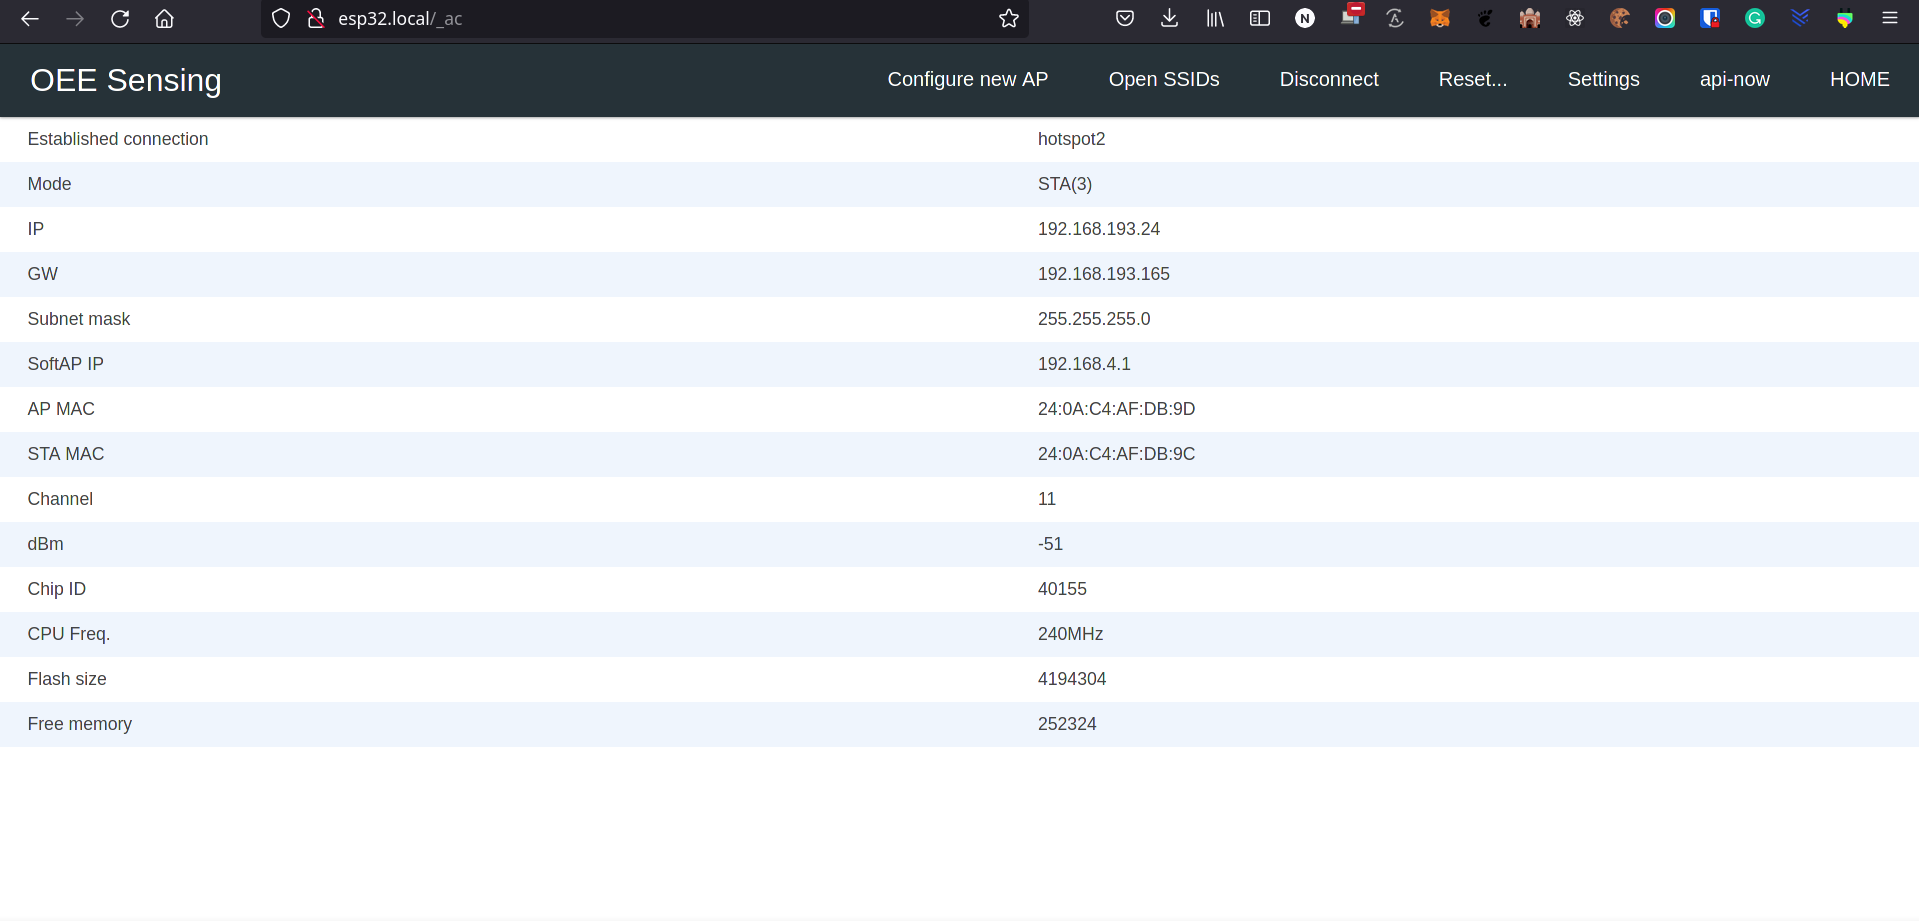 esp32.local/_ac
OEE Sensing
Configure new AP Open SSIDs Disconnect Reset... Settings api-now HOME
Established connection hotspot2
Mode STA(3)
IP 192.168.193.24
GW 192.168.193.165
Subnet mask 255.255.255.0
SoftAP IP 192.168.4.1
AP MAC 24:0A:C4:AF:DB:9D
STA MAC 24:0A:C4:AF:DB:9C
Channel 11
dBm -51
Chip ID 40155
CPU Freq. 240MHz
Flash size 4194304
Free memory 252324